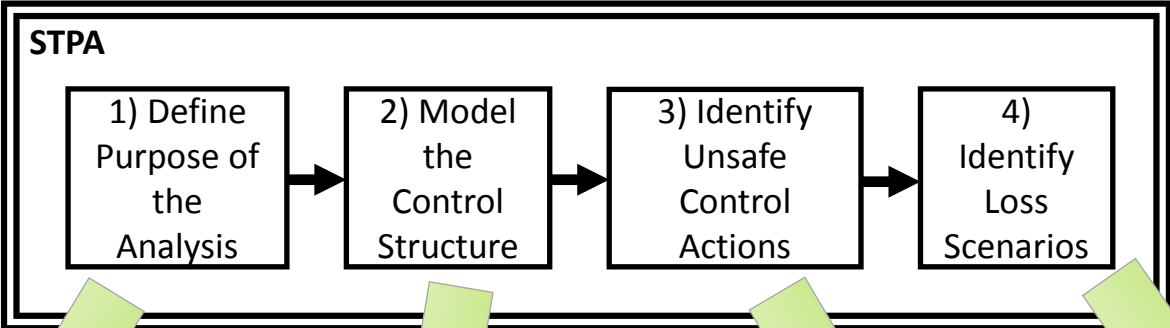 STPA
1) Define
Purpose of
the
Analysis
2) Model
the
Control
Structure
3) Identify
Unsafe
Control
Actions
4)
Identify
Loss
Scenarios